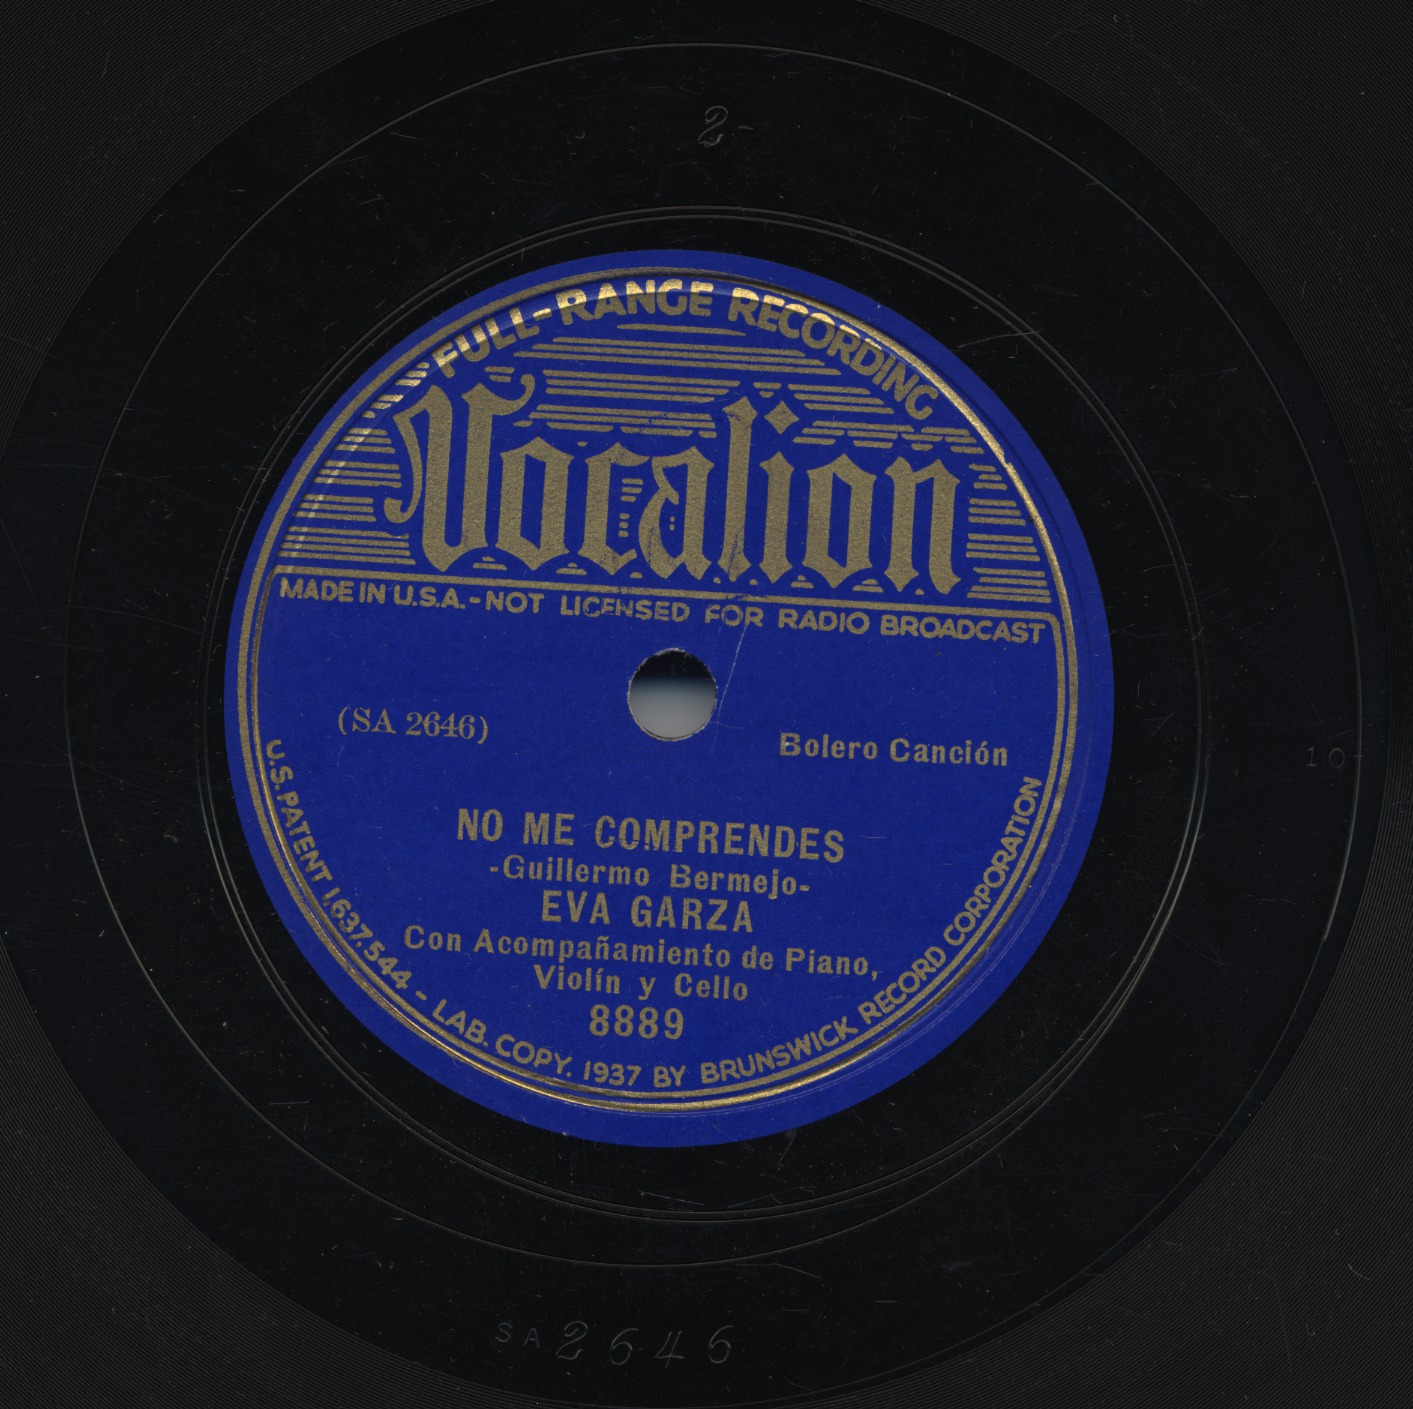 2-
FULL-RANGE RECORDING
Vocalion
MADE IN U.S.A.-NOT LICENSED FOR RADIO BROADCAST
(SA 2646)
Bolero Canción
NO ME COMPRENDES
-Guillermo Bermejo-
EVA GARZA
Con Acompañamiento de Piano,
Violín y Cello
8889
U.S. PATENT 1,637,544 - LAB. COPY. 1937 BY BRUNSWICK RECORD CORPORATION
10
SA 2646